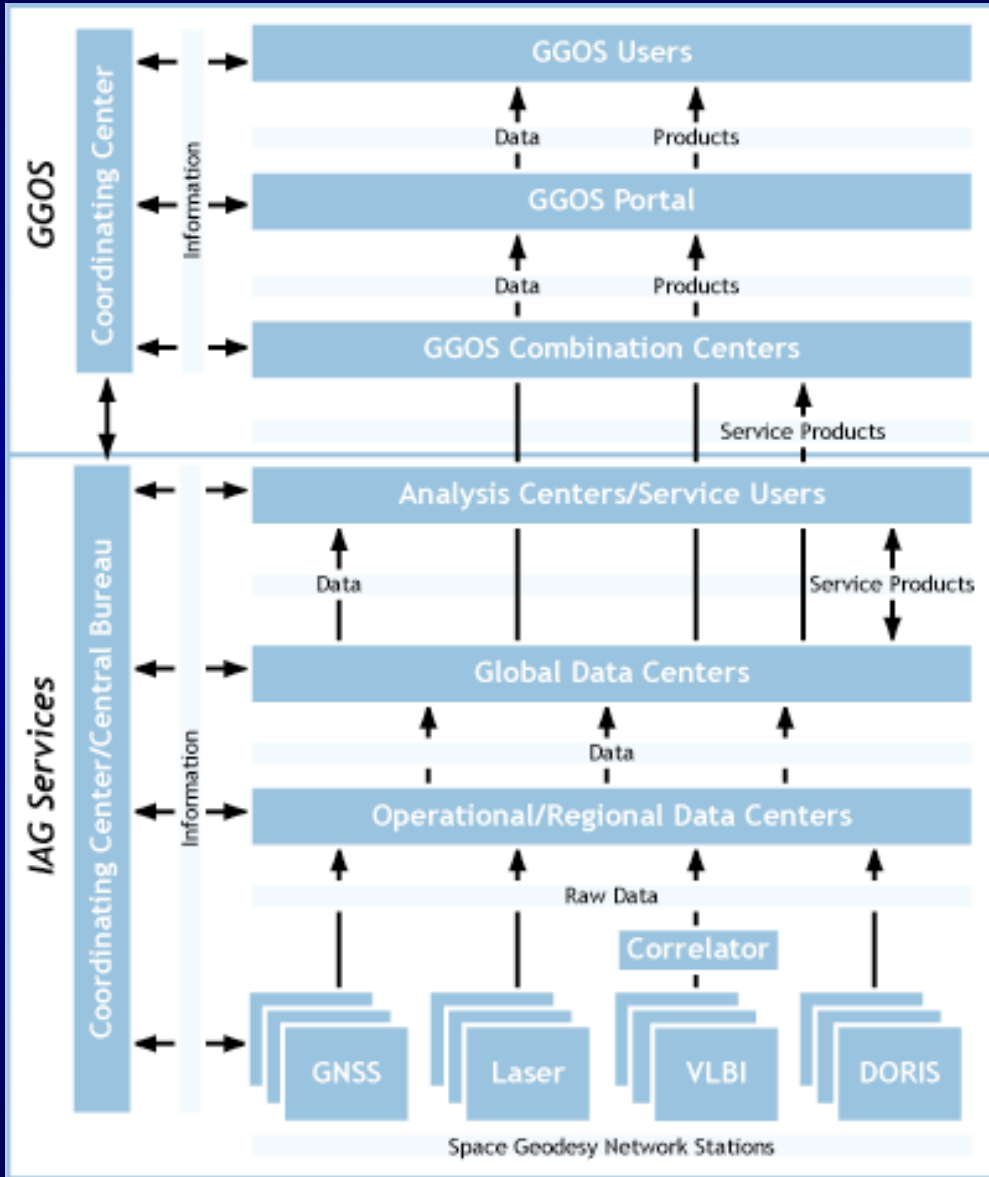 GGOS
Coordinating Center
Information
GGOS Users
Data
Products
GGOS Portal
Data
Products
GGOS Combination Centers
Service Products
IAG Services
Coordinating Center/Central Bureau
Information
Analysis Centers/Service Users
Data
Service Products
Global Data Centers
Data
Operational/Regional Data Centers
Raw Data
Correlator
GNSS
Laser
VLBI
DORIS
Space Geodesy Network Stations